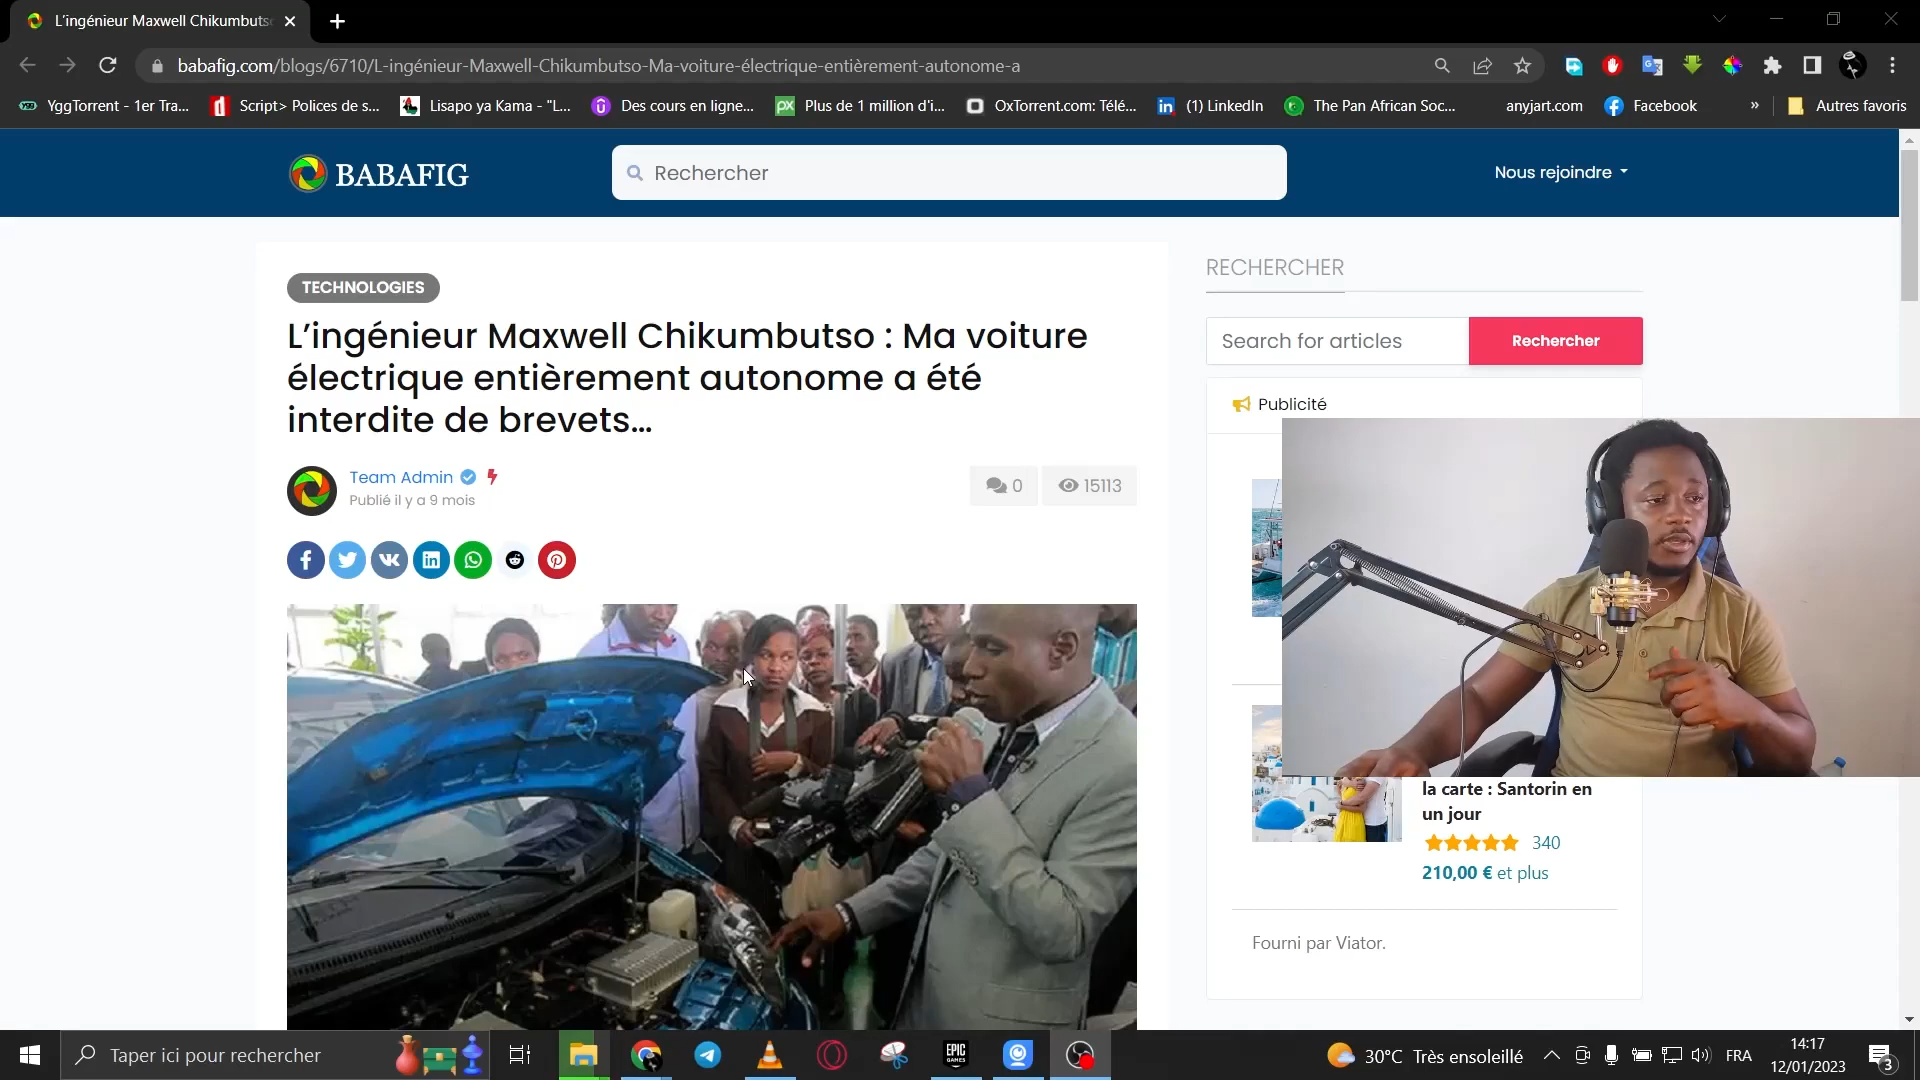 L'ingénieur Maxwell Chikumbuts
babafig.com/blogs/6710/L-ingénieur-Maxwell-Chikumbutso-Ma-voiture-électrique-entièrement-autonome-a
YggTorrent - 1er Tra...
Script> Polices de s...
Lisapo ya Kama - "L...
Des cours en ligne...
Plus de 1 million d'i...
OxTorrent.com: Télé...
(1) LinkedIn
The Pan African Soc...
anyjart.com
Facebook
»
Autres favoris
BABAFIG
Rechercher
Nous rejoindre
TECHNOLOGIES
L'ingénieur Maxwell Chikumbutso : Ma voiture
électrique entièrement autonome a été
interdite de brevets...
Team Admin
Publié il y a 9 mois
0
15113
RECHERCHER
Search for articles
Rechercher
Publicité
la carte : Santorin en
un jour
340
210,00 € et plus
Fourni par Viator.
Taper ici pour rechercher
EPIC
GAMES
30°C Très ensoleillé
FRA
14:17
12/01/2023
3